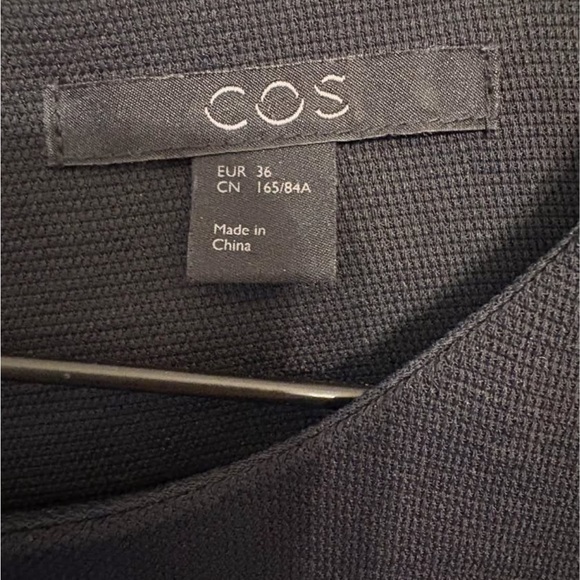 COS
EUR 36
CN 165/84A
Made in
China